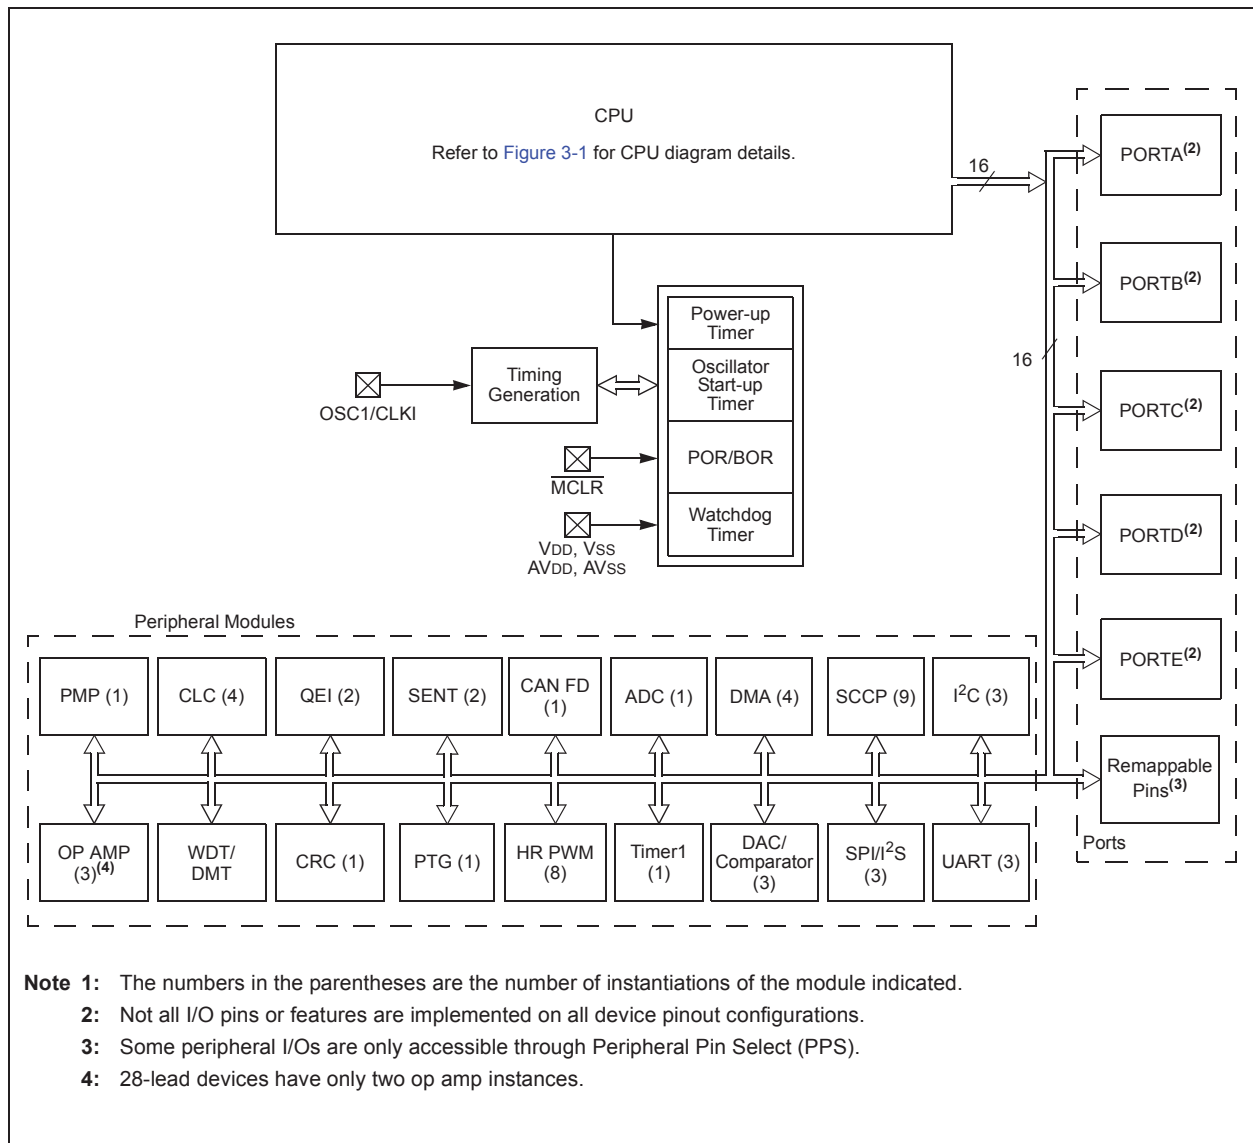 CPU
Refer to Figure 3-1 for CPU diagram details.
16
PORTA(2)
PORTB(2)
16
PORTC(2)
PORTD(2)
PORTE(2)
Remappable
Pins(3)
Ports
Power-up
Timer
Oscillator
Start-up
Timer
POR/BOR
Watchdog
Timer
Timing
Generation
OSC1/CLKI
MCLR
VDD, VSS
AVDD, AVSS
Peripheral Modules
PMP (1)
CLC (4)
QEI (2)
SENT (2)
CAN FD
(1)
ADC (1)
DMA (4)
SCCP (9)
I2C (3)
OP AMP
(3)(4)
WDT/
DMT
CRC (1)
PTG (1)
HR PWM
(8)
Timer1
(1)
DAC/
Comparator
(3)
SPI/I2S
(3)
UART (3)
Note 1: The numbers in the parentheses are the number of instantiations of the module indicated.
2: Not all I/O pins or features are implemented on all device pinout configurations.
3: Some peripheral I/Os are only accessible through Peripheral Pin Select (PPS).
4: 28-lead devices have only two op amp instances.